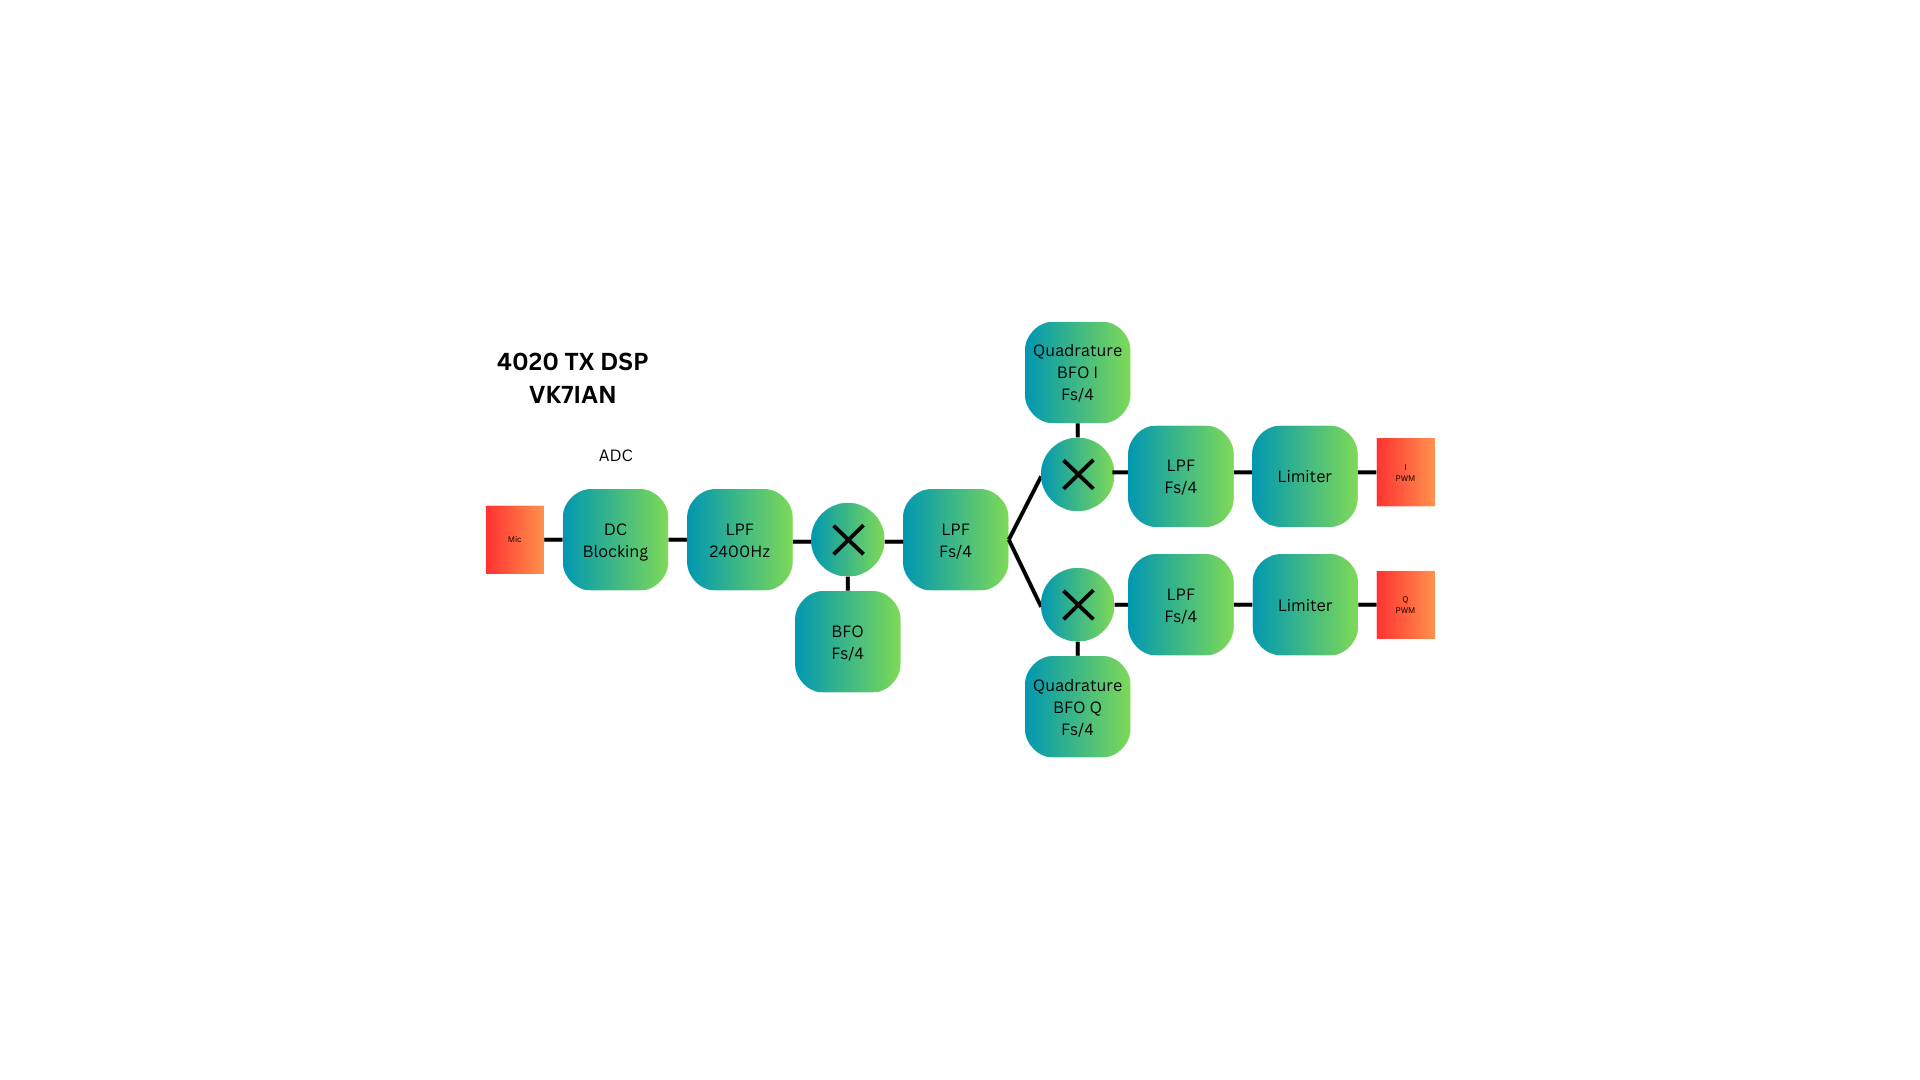 4020 TX DSP
VK7IAN
ADC
Mic
DC
Blocking
LPF
2400Hz
BFO
Fs/4
LPF
Fs/4
Quadrature
BFO I
Fs/4
LPF
Fs/4
Limiter
I
PWM
Quadrature
BFO Q
Fs/4
LPF
Fs/4
Limiter
Q
PWM